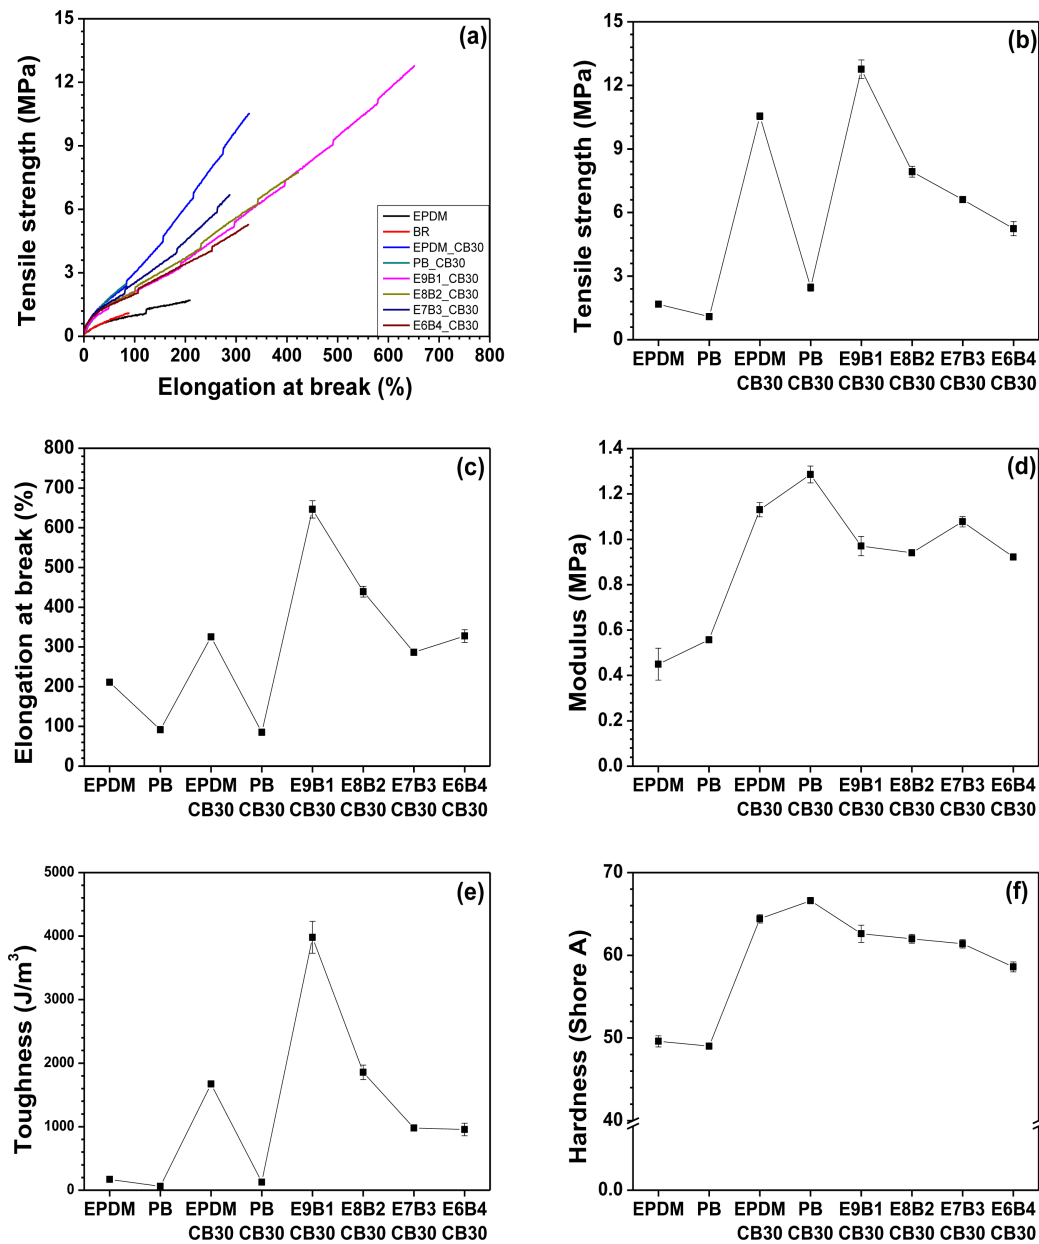 (a)
Tensile strength (MPa)
15
12
9
6
3
0
0 100 200 300 400 500 600 700 800
Elongation at break (%)
EPDM
BR
EPDM_CB30
PB_CB30
E9B1_CB30
E8B2_CB30
E7B3_CB30
E6B4_CB30
(b)
Tensile strength (MPa)
15
12
9
6
3
0
EPDM PB EPDM PB E9B1 E8B2 E7B3 E6B4
CB30 CB30 CB30 CB30 CB30 CB30
(c)
Elongation at break (%)
800
700
600
500
400
300
200
100
0
EPDM PB EPDM PB E9B1 E8B2 E7B3 E6B4
CB30 CB30 CB30 CB30 CB30 CB30
(d)
Modulus (MPa)
1.4
1.2
1.0
0.8
0.6
0.4
0.2
0.0
EPDM PB EPDM PB E9B1 E8B2 E7B3 E6B4
CB30 CB30 CB30 CB30 CB30 CB30
(e)
Toughness (J/m³)
5000
4000
3000
2000
1000
0
EPDM PB EPDM PB E9B1 E8B2 E7B3 E6B4
CB30 CB30 CB30 CB30 CB30 CB30
(f)
Hardness (Shore A)
70
60
50
40
0.0
EPDM PB EPDM PB E9B1 E8B2 E7B3 E6B4
CB30 CB30 CB30 CB30 CB30 CB30